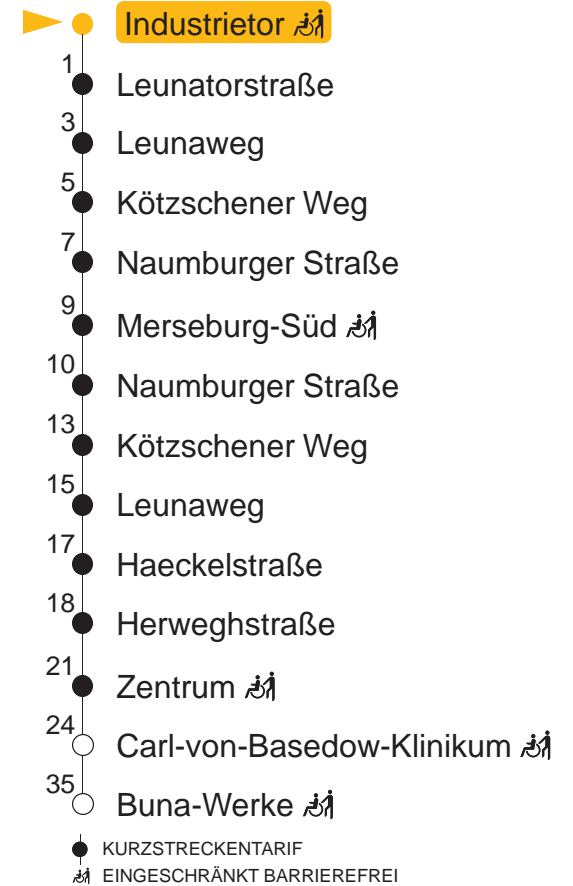 Industrietor
1 Leunatorstraße
3 Leunaweg
5 Kötzschener Weg
7 Naumburger Straße
9 Merseburg-Süd
10 Naumburger Straße
13 Kötzschener Weg
15 Leunaweg
17 Haeckelstraße
18 Herweghstraße
21 Zentrum
24 Carl-von-Basedow-Klinikum
35 Buna-Werke
KURZSTRECKENTARIF
EINGESCHRÄNKT BARRIEREFREI